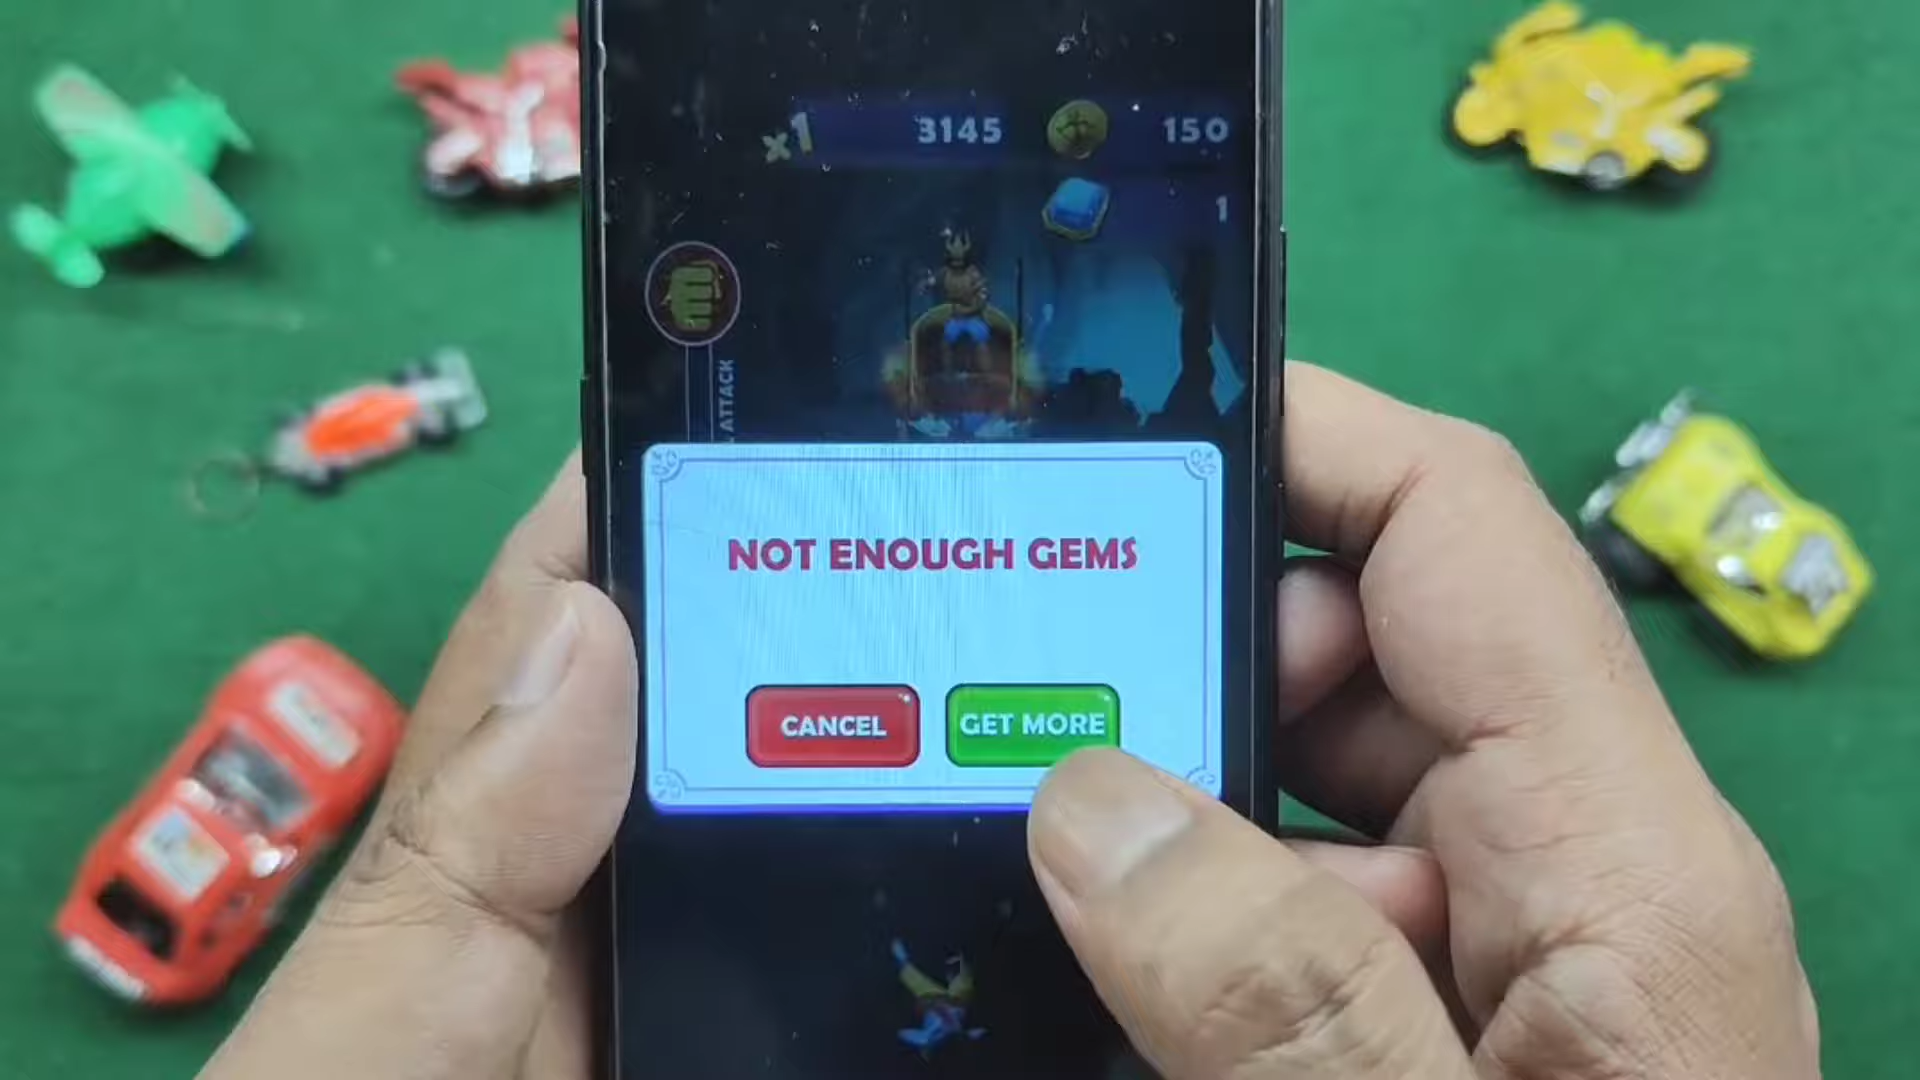 x1 3145 150
1
ATTACK
NOT ENOUGH GEMS
CANCEL GET MORE